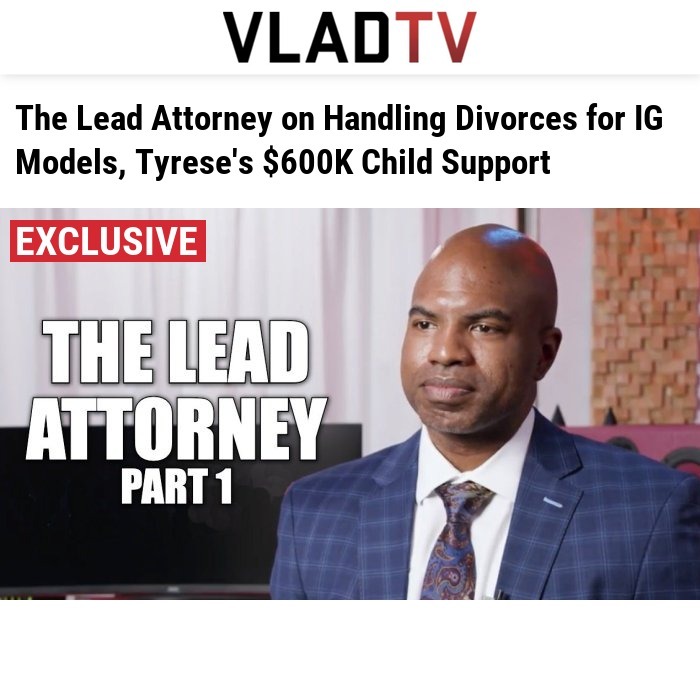 VLADTV
The Lead Attorney on Handling Divorces for IG
Models, Tyrese's $600K Child Support
EXCLUSIVE
THE LEAD
ATTORNEY
PART 1